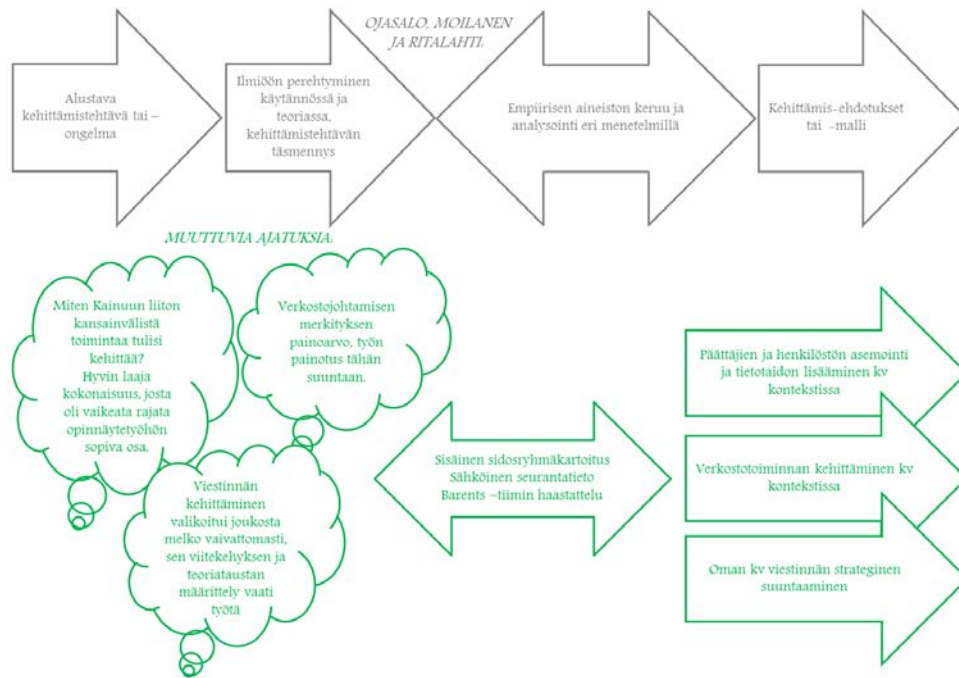 OJASALO, MOILANEN
JA RITALAHTI.
Alustava
kehittämistehtävä tai –
ongelma
Ilmiöön perehtyminen
käytännössä ja
teoriassa,
kehittämistehtävän
täsmennys
Empiirisen aineiston keruu ja
analysointi eri menetelmillä
Kehittämis-ehdotukset
tai -malli
MUUTTUVIA AJATUKSIA.
Miten Kainuun liiton
kansainvälistä
toimintaa tulisi
kehittää?
Hyvin laaja
kokonaisuus, josta
oli vaikeata rajata
opinnäytetyöhön
sopiva osa.
Verkostojohtamisen
merkityksen
painoarvo, työn
painotus tähän
suuntaan.
Viestinnän
kehittäminen
valikoitui joukosta
melko vaivattomasti,
sen viitekehyksen ja
teoriataustan
määrittely vaati
työtä
Sisäinen sidosryhmäkartoitus
Sähköinen seurantatieto
Barents –tiimin haastattelu
Päättäjien ja henkilöstön asemointi
ja tietotaidon lisääminen kv
kontekstissa
Verkostotoiminnan kehittäminen kv
kontekstissa
Oman kv viestinnän strateginen
suuntaaminen